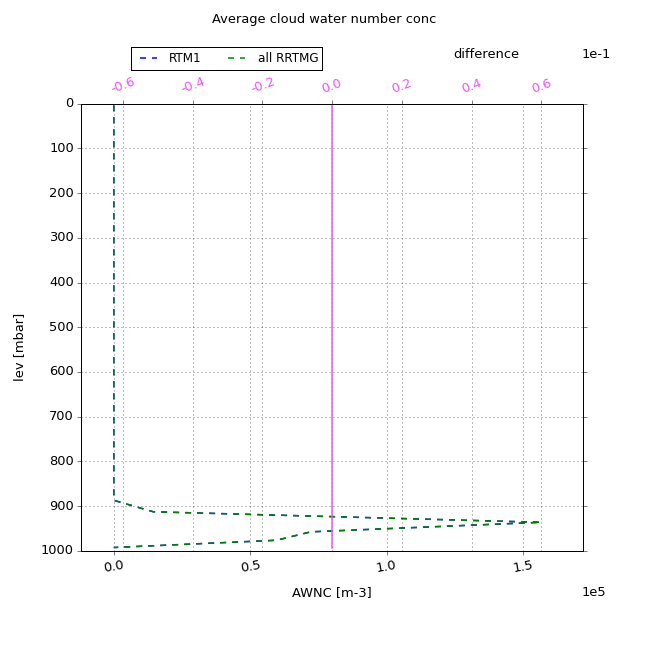 Average cloud water number conc
RTM1 all RRTMG difference 1e-1
-0.6 -0.4 -0.2 0.0 0.2 0.4 0.6
0
100
200
300
400
500
600
700
800
900
1000
lev [mbar]
0.0 0.5 1.0 1.5
AWNC [m-3] 1e5